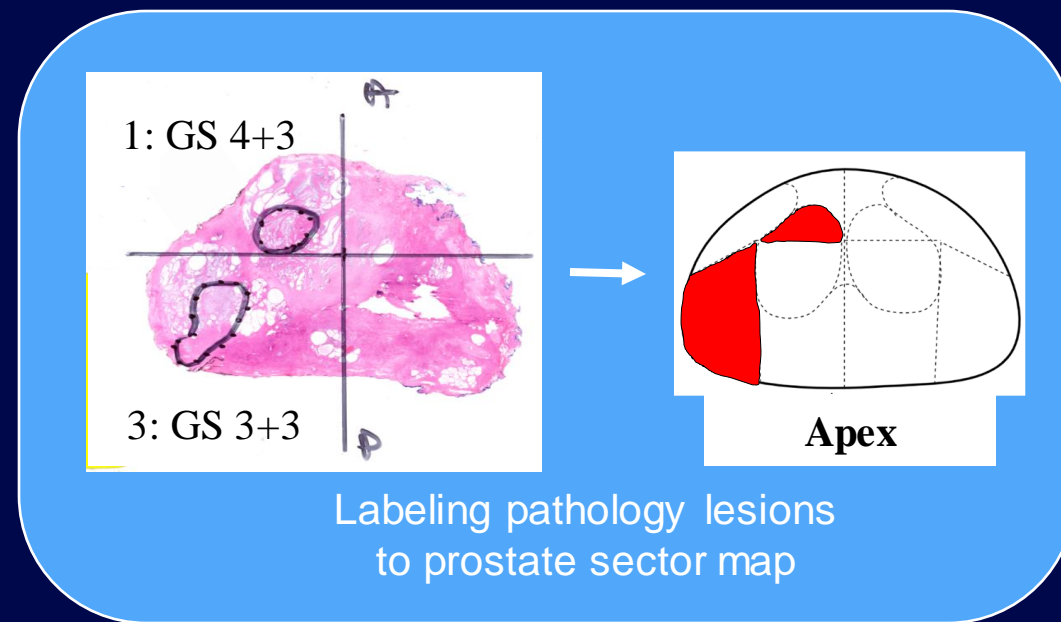 A
1: GS 4+3
3: GS 3+3
P
Apex
Labeling pathology lesions
to prostate sector map